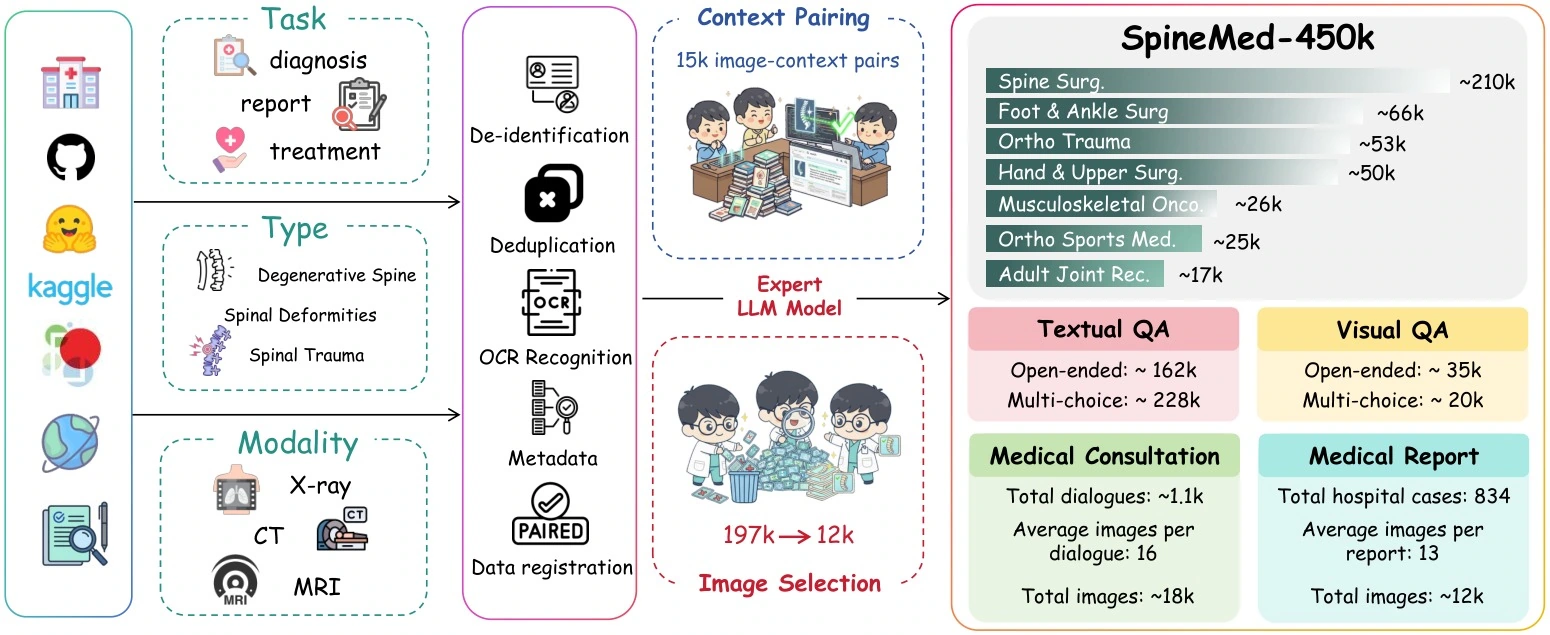 kaggle
Task
diagnosis
report
treatment
Type
Degenerative Spine
Spinal Deformities
Spinal Trauma
Modality
X-ray
CT
CT
MRI
MRI
De-identification
Deduplication
OCR
OCR Recognition
Metadata
PAIRED
Data registration
Context Pairing
15k image-context pairs
Expert
LLM Model
197k→12k
Image Selection
SpineMed-450k
Spine Surg. ~210k
Foot & Ankle Surg ~66k
Ortho Trauma ~53k
Hand & Upper Surg. ~50k
Musculoskeletal Onco. ~26k
Ortho Sports Med. ~25k
Adult Joint Rec. ~17k
Textual QA
Open-ended: ~ 162k
Multi-choice: ~ 228k
Visual QA
Open-ended: ~ 35k
Multi-choice: ~ 20k
Medical Consultation
Total dialogues: ~1.1k
Average images per
dialogue: 16
Total images: ~18k
Medical Report
Total hospital cases: 834
Average images per
report: 13
Total images: ~12k